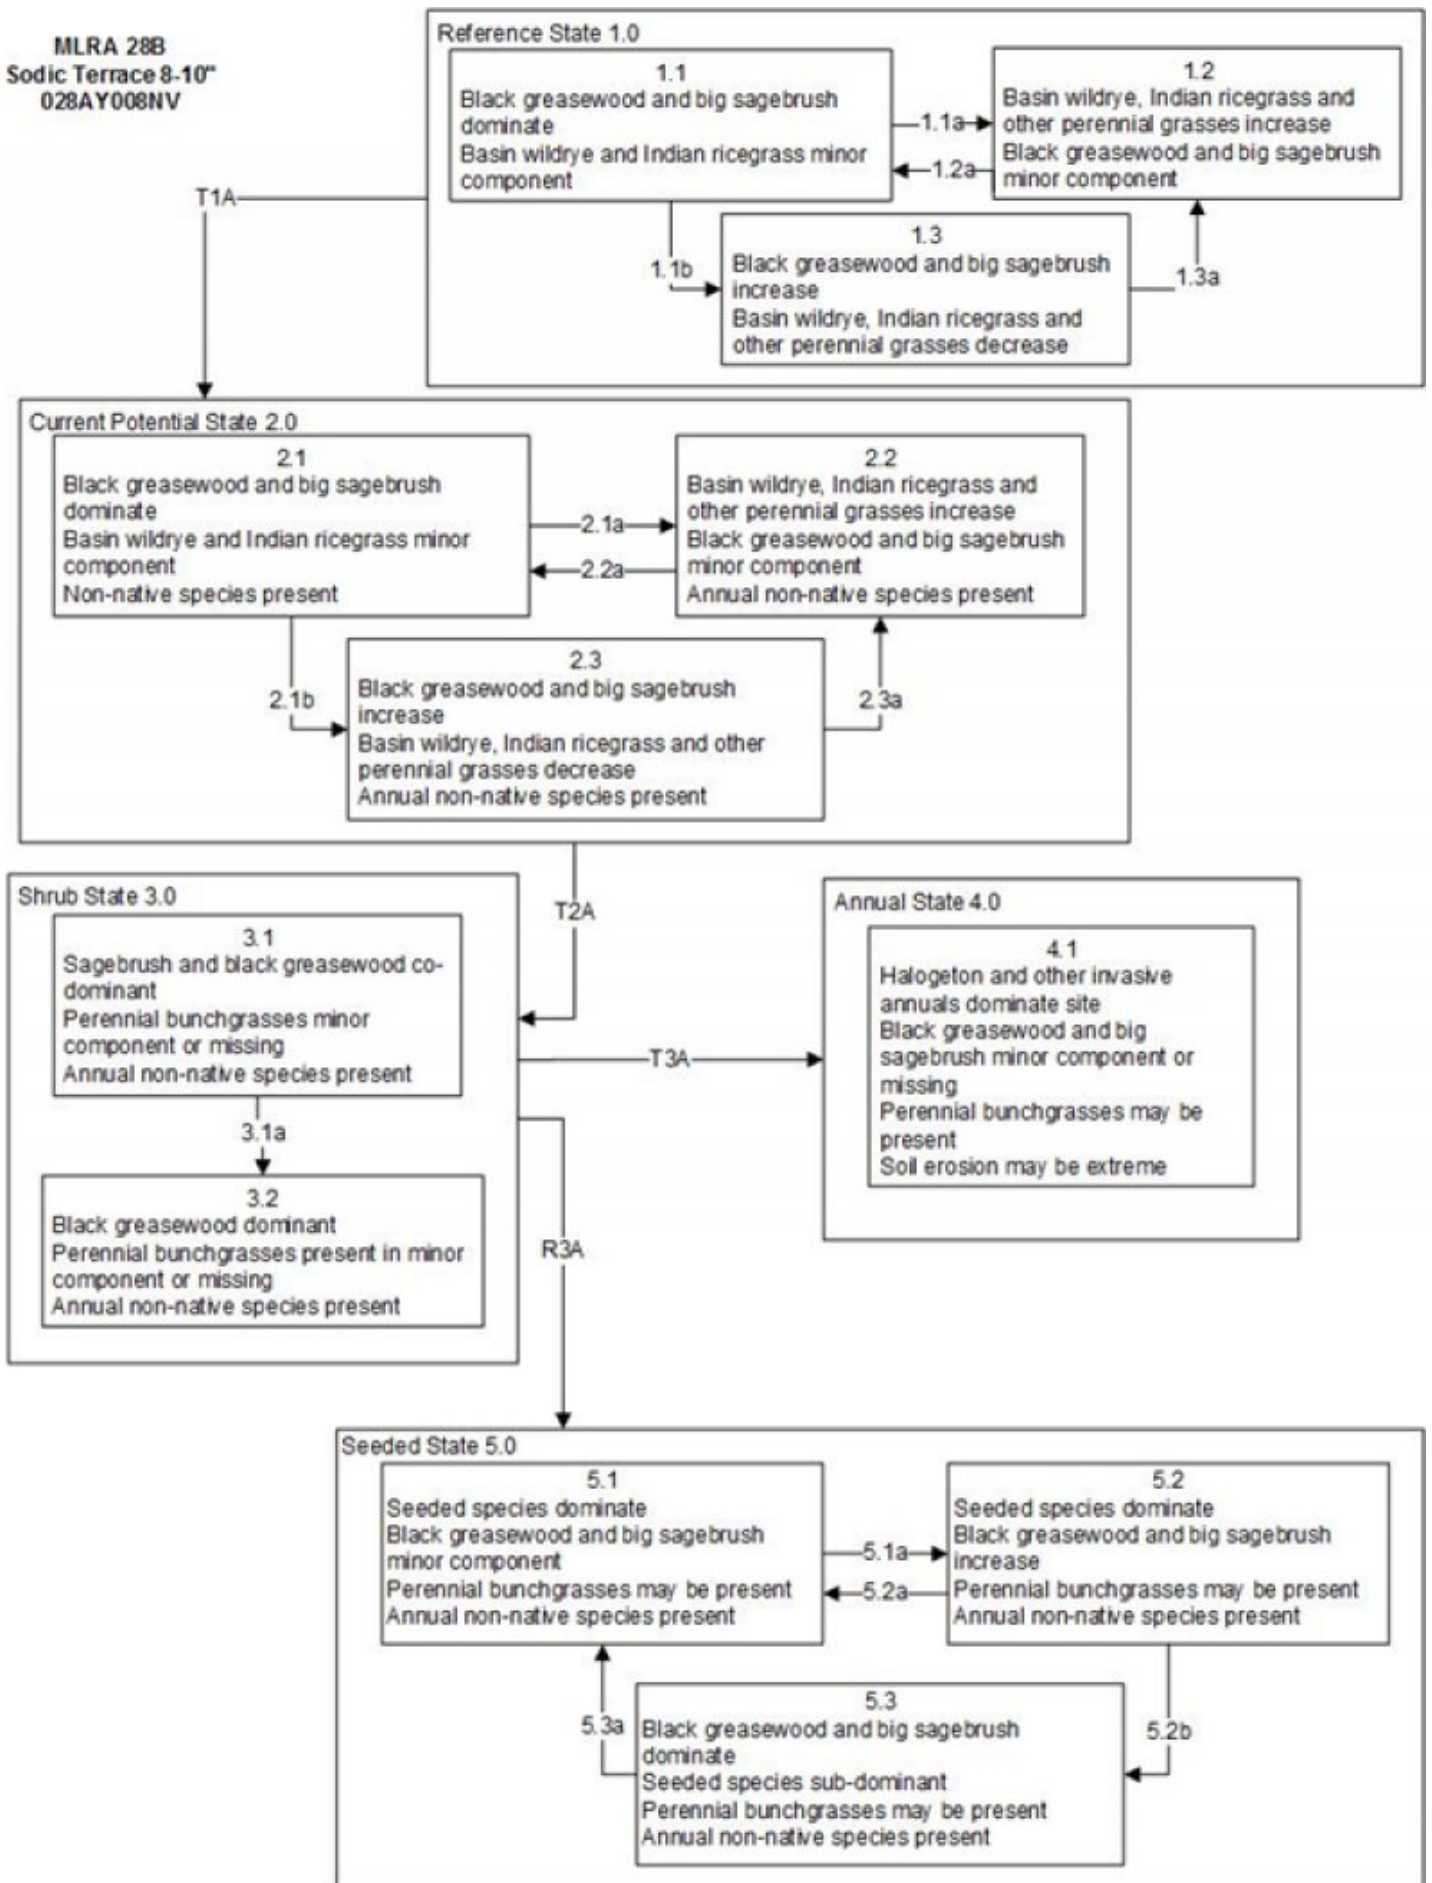 MLRA 28B
Sodic Terrace 8-10"
028AY008NV
Reference State 1.0
1.1
Black greasewood and big sagebrush
dominate
Basin wildrye and Indian ricegrass minor
component
1.1a
1.2a
1.2
Basin wildrye, Indian ricegrass and
other perennial grasses increase
Black greasewood and big sagebrush
minor component
T1A
1.1b
1.3
Black greasewood and big sagebrush
increase
Basin wildrye, Indian ricegrass and
other perennial grasses decrease
1.3a
Current Potential State 2.0
2.1
Black greasewood and big sagebrush
dominate
Basin wildrye and Indian ricegrass minor
component
Non-native species present
2.1a
2.2a
2.2
Basin wildrye, Indian ricegrass and
other perennial grasses increase
Black greasewood and big sagebrush
minor component
Annual non-native species present
2.1b
2.3
Black greasewood and big sagebrush
increase
Basin wildrye, Indian ricegrass and other
perennial grasses decrease
Annual non-native species present
2.3a
T2A
Shrub State 3.0
3.1
Sagebrush and black greasewood co-
dominant
Perennial bunchgrasses minor
component or missing
Annual non-native species present
3.1a
3.2
Black greasewood dominant
Perennial bunchgrasses present in minor
component or missing
Annual non-native species present
T3A
R3A
Annual State 4.0
4.1
Halogeton and other invasive
annuals dominate site
Black greasewood and big
sagebrush minor component or
missing
Perennial bunchgrasses may be
present
Soil erosion may be extreme
Seeded State 5.0
5.1
Seeded species dominate
Black greasewood and big sagebrush
minor component
Perennial bunchgrasses may be present
Annual non-native species present
5.1a
5.2a
5.2
Seeded species dominate
Black greasewood and big sagebrush
increase
Perennial bunchgrasses may be present
Annual non-native species present
5.3a
5.3
Black greasewood and big sagebrush
dominate
Seeded species sub-dominant
Perennial bunchgrasses may be present
Annual non-native species present
5.2b